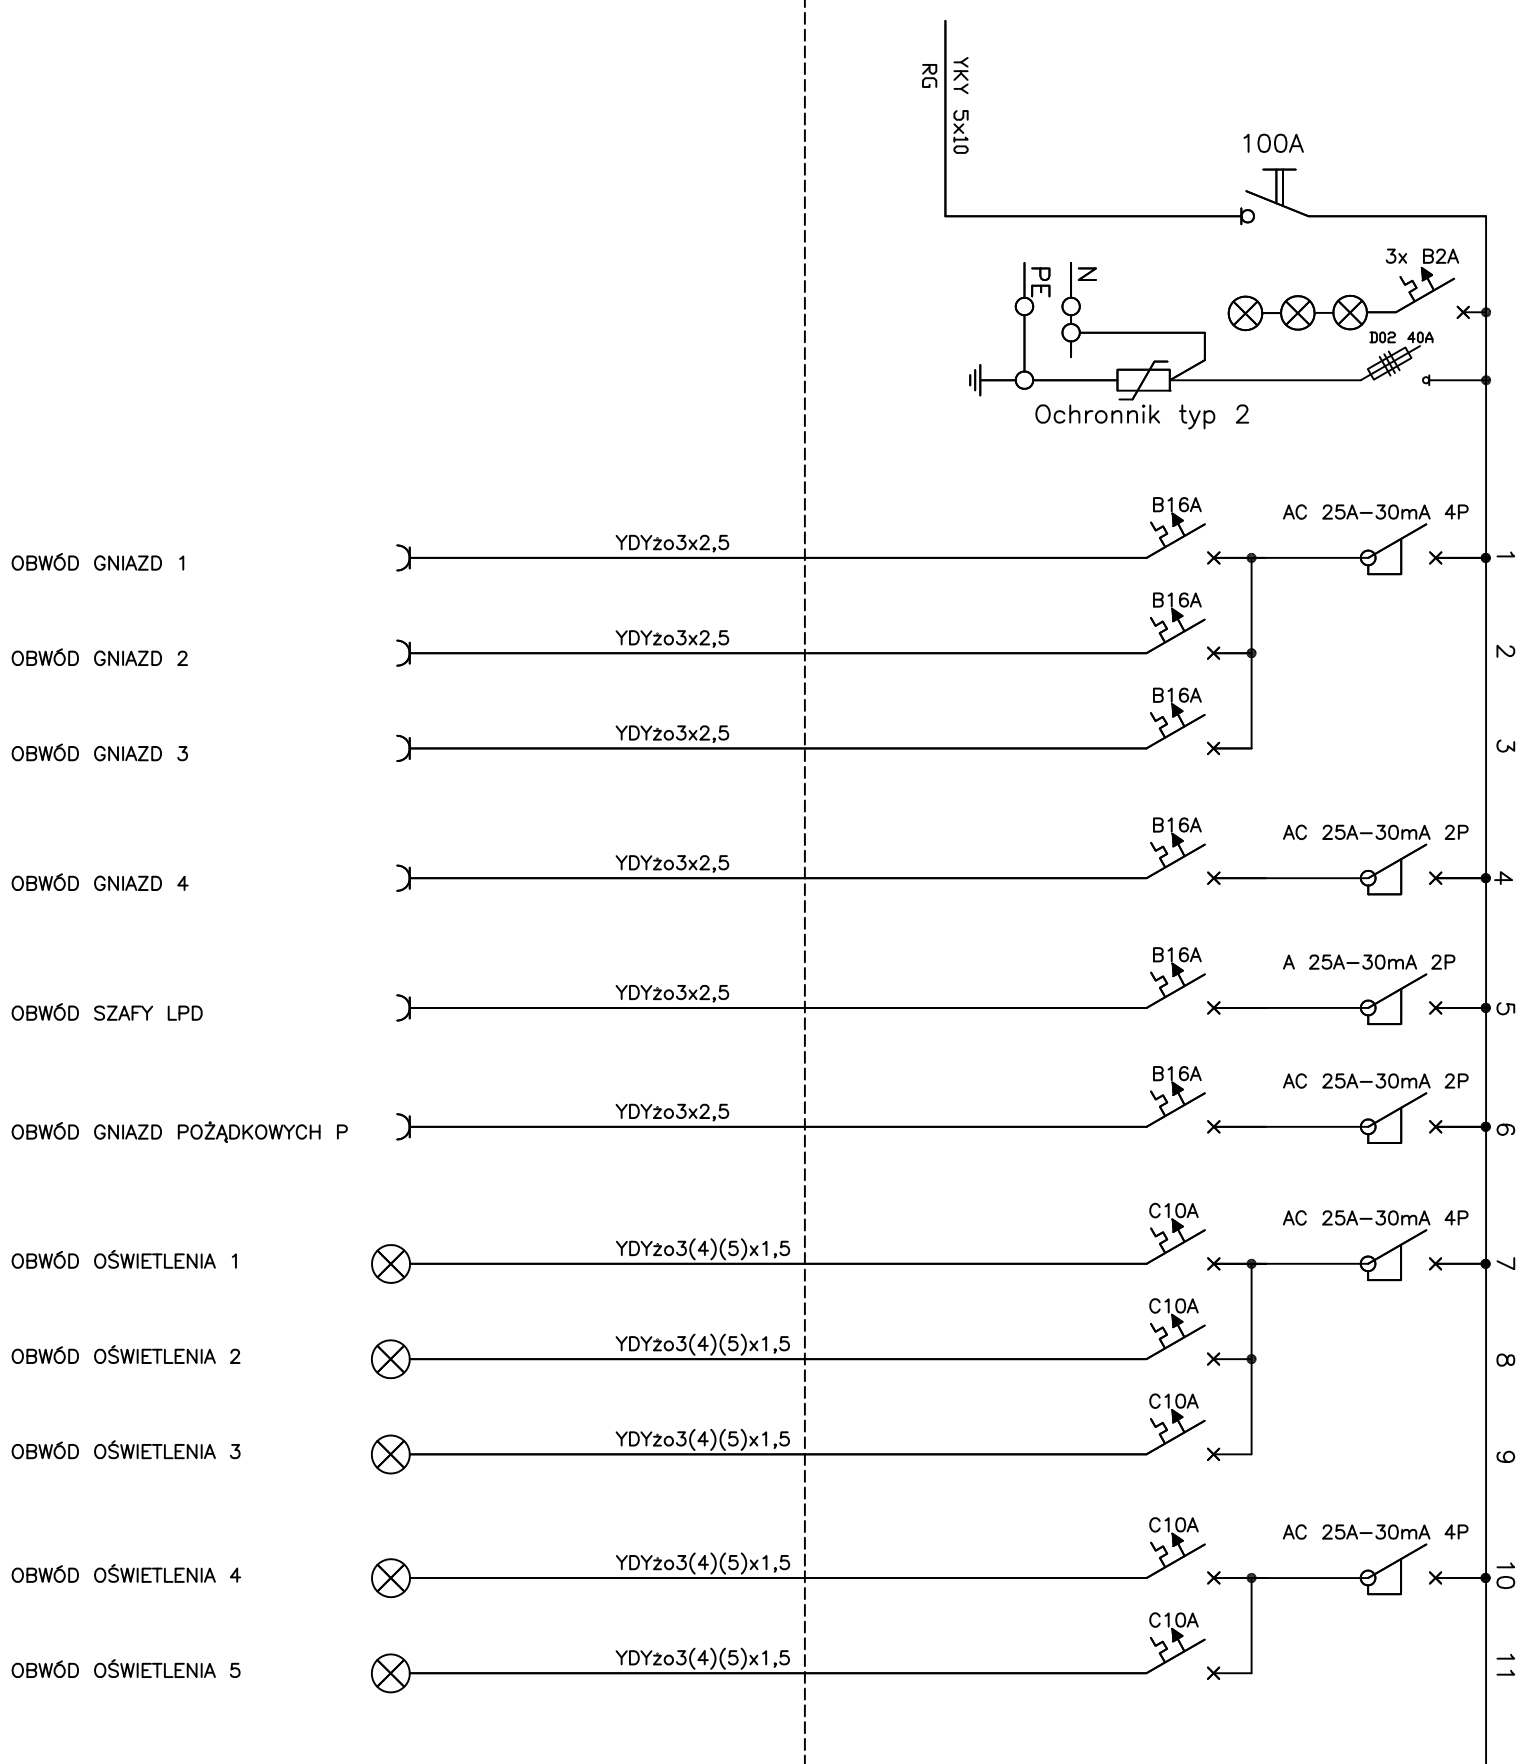 YKY 5x10
RG
100A
3x B2A
N
PE
D02 40A
Ochronnik typ 2
OBWÓD GNIAZD 1 YDYżo3x2,5 B16A AC 25A-30mA 4P 1
OBWÓD GNIAZD 2 YDYżo3x2,5 B16A 2
OBWÓD GNIAZD 3 YDYżo3x2,5 B16A 3
OBWÓD GNIAZD 4 YDYżo3x2,5 B16A AC 25A-30mA 2P 4
OBWÓD SZAFY LPD YDYżo3x2,5 B16A A 25A-30mA 2P 5
OBWÓD GNIAZD POŻĄDKOWYCH P YDYżo3x2,5 B16A AC 25A-30mA 2P 6
OBWÓD OŚWIETLENIA 1 YDYżo3(4)(5)x1,5 C10A AC 25A-30mA 4P 7
OBWÓD OŚWIETLENIA 2 YDYżo3(4)(5)x1,5 C10A 8
OBWÓD OŚWIETLENIA 3 YDYżo3(4)(5)x1,5 C10A 9
OBWÓD OŚWIETLENIA 4 YDYżo3(4)(5)x1,5 C10A AC 25A-30mA 4P 10
OBWÓD OŚWIETLENIA 5 YDYżo3(4)(5)x1,5 C10A 11